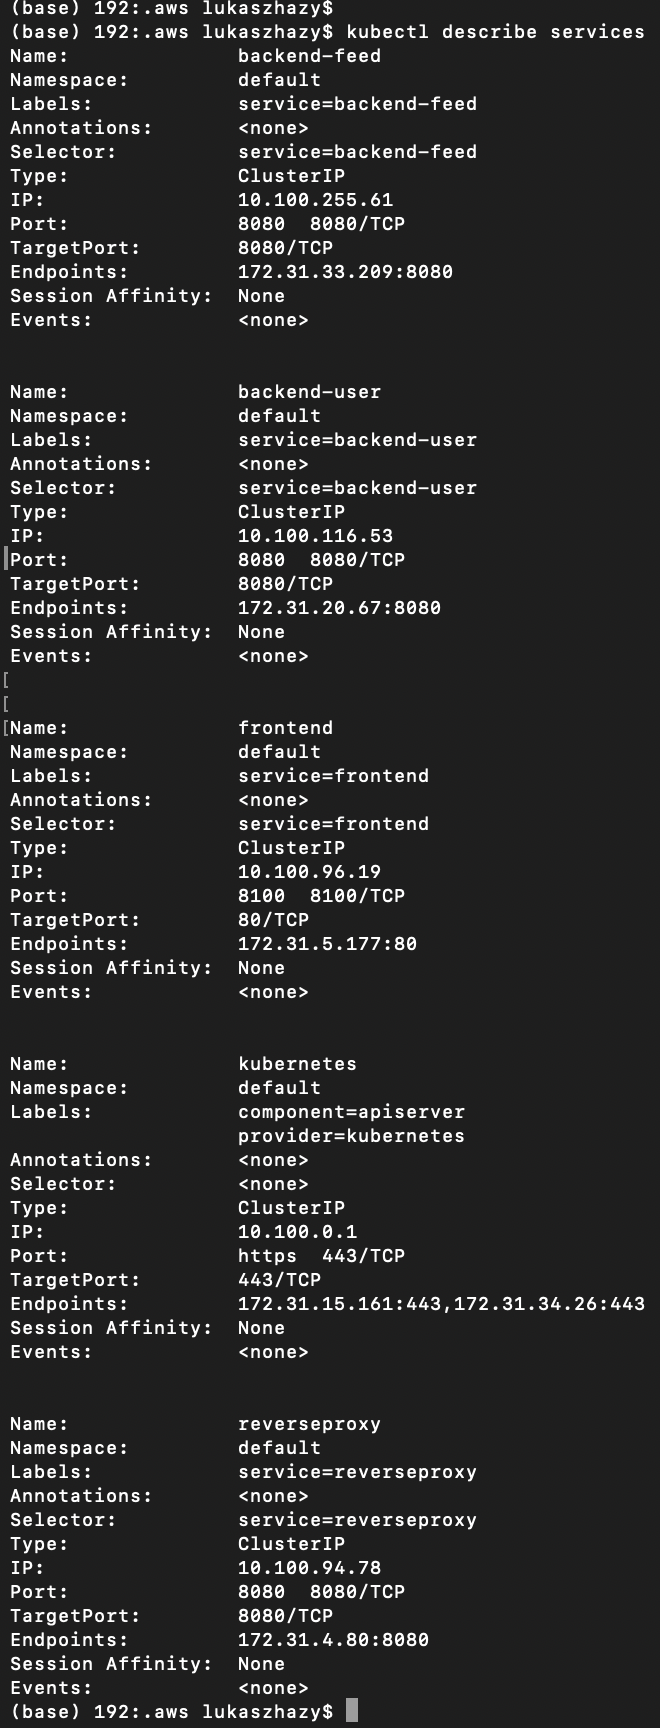 (base) 192:.aws lukaszhazy$
(base) 192:.aws lukaszhazy$ kubectl describe services
Name:              backend-feed
Namespace:         default
Labels:            service=backend-feed
Annotations:       <none>
Selector:          service=backend-feed
Type:              ClusterIP
IP:                10.100.255.61
Port:              8080  8080/TCP
TargetPort:        8080/TCP
Endpoints:         172.31.33.209:8080
Session Affinity:  None
Events:            <none>
Name:              backend-user
Namespace:         default
Labels:            service=backend-user
Annotations:       <none>
Selector:          service=backend-user
Type:              ClusterIP
IP:                10.100.116.53
Port:              8080  8080/TCP
TargetPort:        8080/TCP
Endpoints:         172.31.20.67:8080
Session Affinity:  None
Events:            <none>
[
[
[Name:              frontend
Namespace:         default
Labels:            service=frontend
Annotations:       <none>
Selector:          service=frontend
Type:              ClusterIP
IP:                10.100.96.19
Port:              8100  8100/TCP
TargetPort:        80/TCP
Endpoints:         172.31.5.177:80
Session Affinity:  None
Events:            <none>
Name:              kubernetes
Namespace:         default
Labels:            component=apiserver
                   provider=kubernetes
Annotations:       <none>
Selector:          <none>
Type:              ClusterIP
IP:                10.100.0.1
Port:              https  443/TCP
TargetPort:        443/TCP
Endpoints:         172.31.15.161:443,172.31.34.26:443
Session Affinity:  None
Events:            <none>
Name:              reverseproxy
Namespace:         default
Labels:            service=reverseproxy
Annotations:       <none>
Selector:          service=reverseproxy
Type:              ClusterIP
IP:                10.100.94.78
Port:              8080  8080/TCP
TargetPort:        8080/TCP
Endpoints:         172.31.4.80:8080
Session Affinity:  None
Events:            <none>
(base) 192:.aws lukaszhazy$